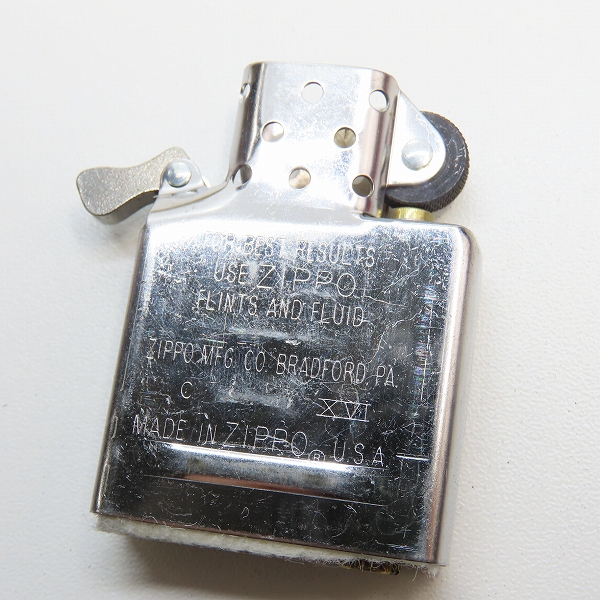 FOR BEST RESULTS
USE ZIPPO
FLINTS AND FLUID
ZIPPO MFG. CO. BRADFORD, PA.
C XVI
MADE IN ZIPPO® U.S.A.